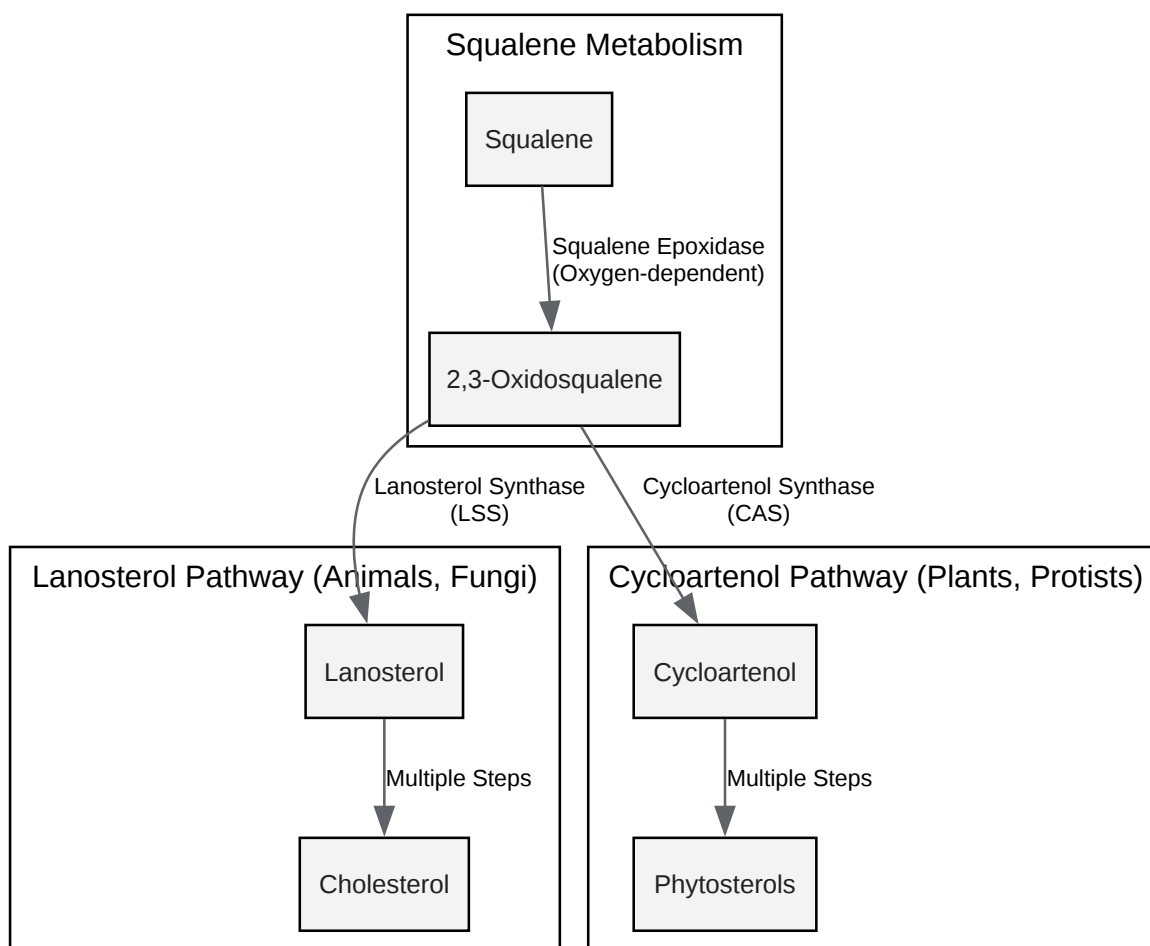 Squalene Metabolism
Squalene
Squalene Epoxidase
(Oxygen-dependent)
2,3-Oxidosqualene
Lanosterol Synthase
(LSS)
Cycloartenol Synthase
(CAS)
Lanosterol Pathway (Animals, Fungi)
Lanosterol
Multiple Steps
Cholesterol
Cycloartenol Pathway (Plants, Protists)
Cycloartenol
Multiple Steps
Phytosterols